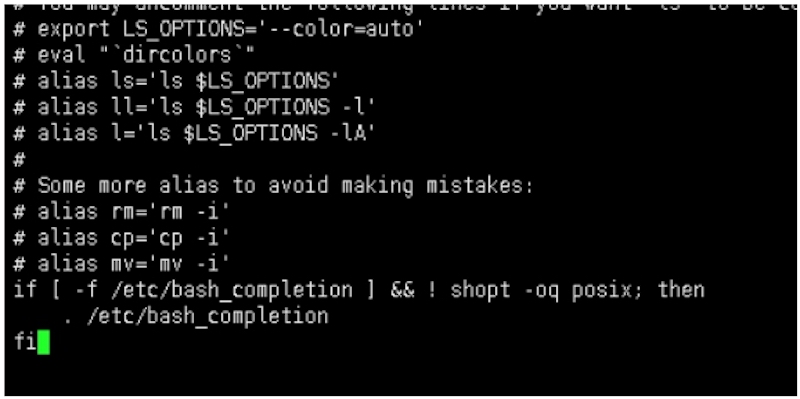 # You may uncomment the following lines if you want `ls' to be co
# export LS_OPTIONS='--color=auto'
# eval "`dircolors`"
# alias ls='ls $LS_OPTIONS'
# alias ll='ls $LS_OPTIONS -l'
# alias l='ls $LS_OPTIONS -lA'
#
# Some more alias to avoid making mistakes:
# alias rm='rm -i'
# alias cp='cp -i'
# alias mv='mv -i'
if [ -f /etc/bash_completion ] && ! shopt -oq posix; then
    . /etc/bash_completion
fi